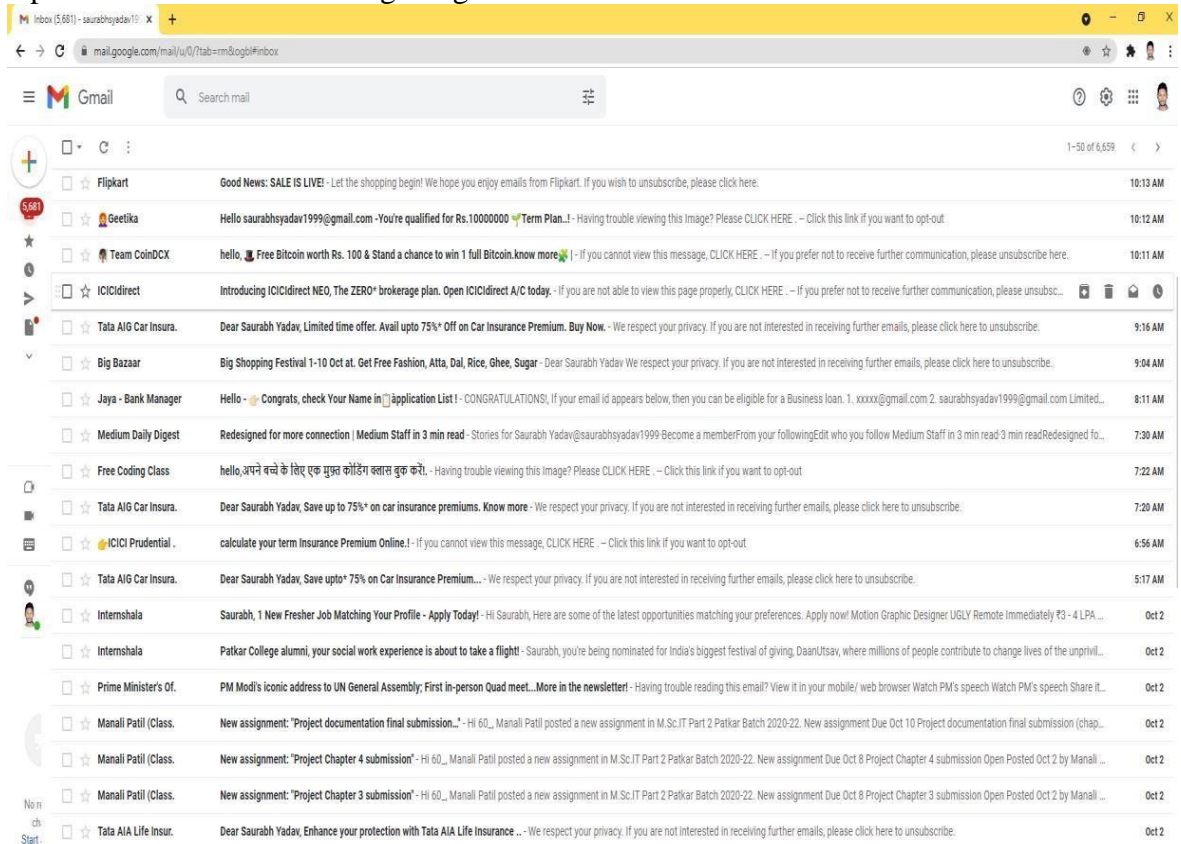 Inbox (5,681) - saurabhsyadav19
mail.google.com/mail/u/0/?tab=rm&ogbl#inbox
Gmail Search mail
1–50 of 6,659
Flipkart Good News: SALE IS LIVE! - Let the shopping begin! We hope you enjoy emails from Flipkart. If you wish to unsubscribe, please click here. 10:13 AM
5,681
👩‍🦰Geetika Hello saurabhsyadav1999@gmail.com -You're qualified for Rs.10000000 🌱Term Plan..! - Having trouble viewing this Image? Please CLICK HERE . – Click this link if you want to opt-out 10:12 AM
Team CoinDCX hello, Free Bitcoin worth Rs. 100 & Stand a chance to win 1 full Bitcoin.know more🧩 | - If you cannot view this message, CLICK HERE . – If you prefer not to receive further communication, please unsubscribe here. 10:11 AM
ICICIdirect Introducing ICICIdirect NEO, The ZERO* brokerage plan. Open ICICIdirect A/C today. - If you are not able to view this page properly, CLICK HERE . – If you prefer not to receive further communication, please unsubsc...
Tata AIG Car Insura. Dear Saurabh Yadav, Limited time offer. Avail upto 75%* Off on Car Insurance Premium. Buy Now. - We respect your privacy. If you are not interested in receiving further emails, please click here to unsubscribe. 9:16 AM
Big Bazaar Big Shopping Festival 1-10 Oct at. Get Free Fashion, Atta, Dal, Rice, Ghee, Sugar - Dear Saurabh Yadav We respect your privacy. If you are not interested in receiving further emails, please click here to unsubscribe. 9:04 AM
Jaya - Bank Manager Hello - 👉 Congrats, check Your Name in📋àpplication List ! - CONGRATULATIONS!, If your email id appears below, then you can be eligible for a Business loan. 1. xxxxx@gmail.com 2. saurabhsyadav1999@gmail.com Limited... 8:11 AM
Medium Daily Digest Redesigned for more connection | Medium Staff in 3 min read - Stories for Saurabh Yadav@saurabhsyadav1999·Become a memberFrom your followingEdit who you follow Medium Staff in 3 min read·3 min readRedesigned fo... 7:30 AM
Free Coding Class hello,अपने बच्चे के लिए एक मुफ़्त कोडिंग क्लास बुक करें!. - Having trouble viewing this Image? Please CLICK HERE . – Click this link if you want to opt-out 7:22 AM
Tata AIG Car Insura. Dear Saurabh Yadav, Save up to 75%* on car insurance premiums. Know more - We respect your privacy. If you are not interested in receiving further emails, please click here to unsubscribe. 7:20 AM
👉ICICI Prudential . calculate your term Insurance Premium Online.! - If you cannot view this message, CLICK HERE . – Click this link if you want to opt-out 6:56 AM
Tata AIG Car Insura. Dear Saurabh Yadav, Save upto* 75% on Car Insurance Premium... - We respect your privacy. If you are not interested in receiving further emails, please click here to unsubscribe. 5:17 AM
Internshala Saurabh, 1 New Fresher Job Matching Your Profile - Apply Today! - Hi Saurabh, Here are some of the latest opportunities matching your preferences. Apply now! Motion Graphic Designer UGLY Remote Immediately ₹3 - 4 LPA ... Oct 2
Internshala Patkar College alumni, your social work experience is about to take a flight! - Saurabh, you're being nominated for India's biggest festival of giving, DaanUtsav, where millions of people contribute to change lives of the unprivil... Oct 2
Prime Minister's Of. PM Modi's iconic address to UN General Assembly; First in-person Quad meet...More in the newsletter! - Having trouble reading this email? View it in your mobile/ web browser Watch PM's speech Watch PM's speech Share it... Oct 2
Manali Patil (Class. New assignment: "Project documentation final submission..." - Hi 60_, Manali Patil posted a new assignment in M.Sc.IT Part 2 Patkar Batch 2020-22. New assignment Due Oct 10 Project documentation final submission (chap... Oct 2
Manali Patil (Class. New assignment: "Project Chapter 4 submission" - Hi 60_, Manali Patil posted a new assignment in M.Sc.IT Part 2 Patkar Batch 2020-22. New assignment Due Oct 8 Project Chapter 4 submission Open Posted Oct 2 by Manali ... Oct 2
Manali Patil (Class. New assignment: "Project Chapter 3 submission" - Hi 60_, Manali Patil posted a new assignment in M.Sc.IT Part 2 Patkar Batch 2020-22. New assignment Due Oct 8 Project Chapter 3 submission Open Posted Oct 2 by Manali ... Oct 2
No re
ch
Tata AIA Life Insur. Dear Saurabh Yadav, Enhance your protection with Tata AIA Life Insurance .. - We respect your privacy. If you are not interested in receiving further emails, please click here to unsubscribe. Oct 2
Start